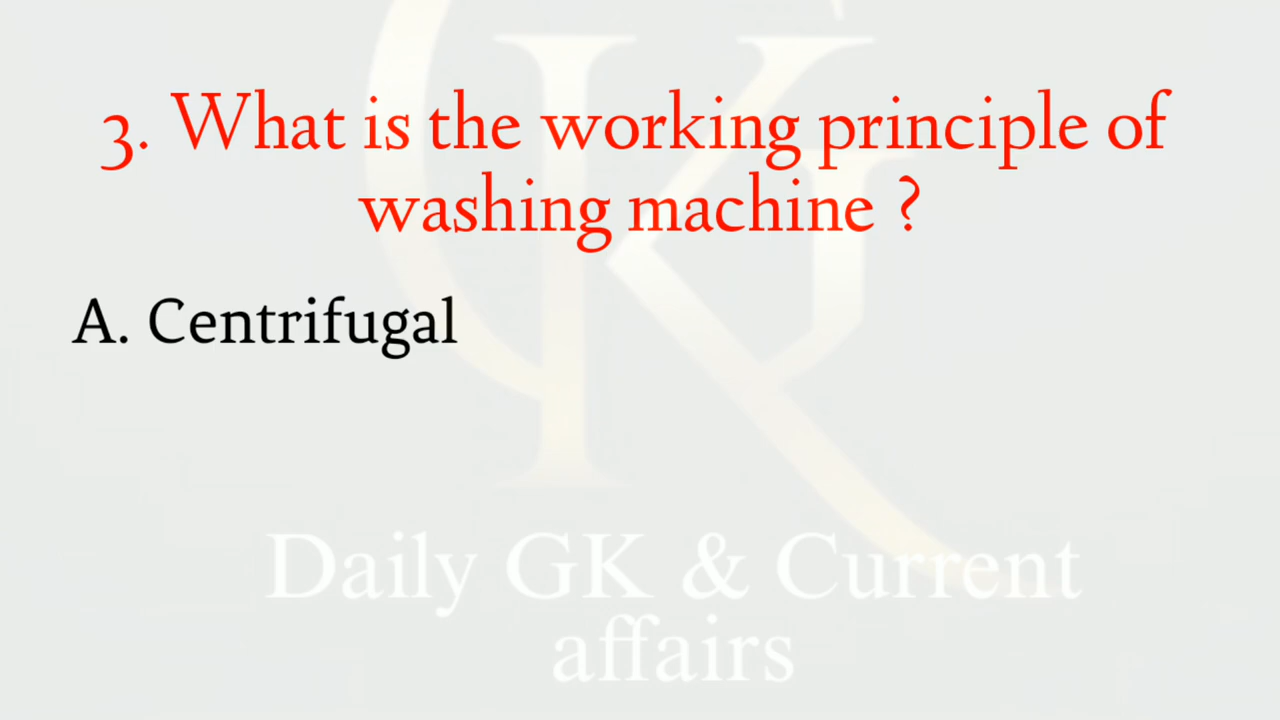 3. What is the working principle of
washing machine ?
A. Centrifugal
Daily GK & Current
affairs